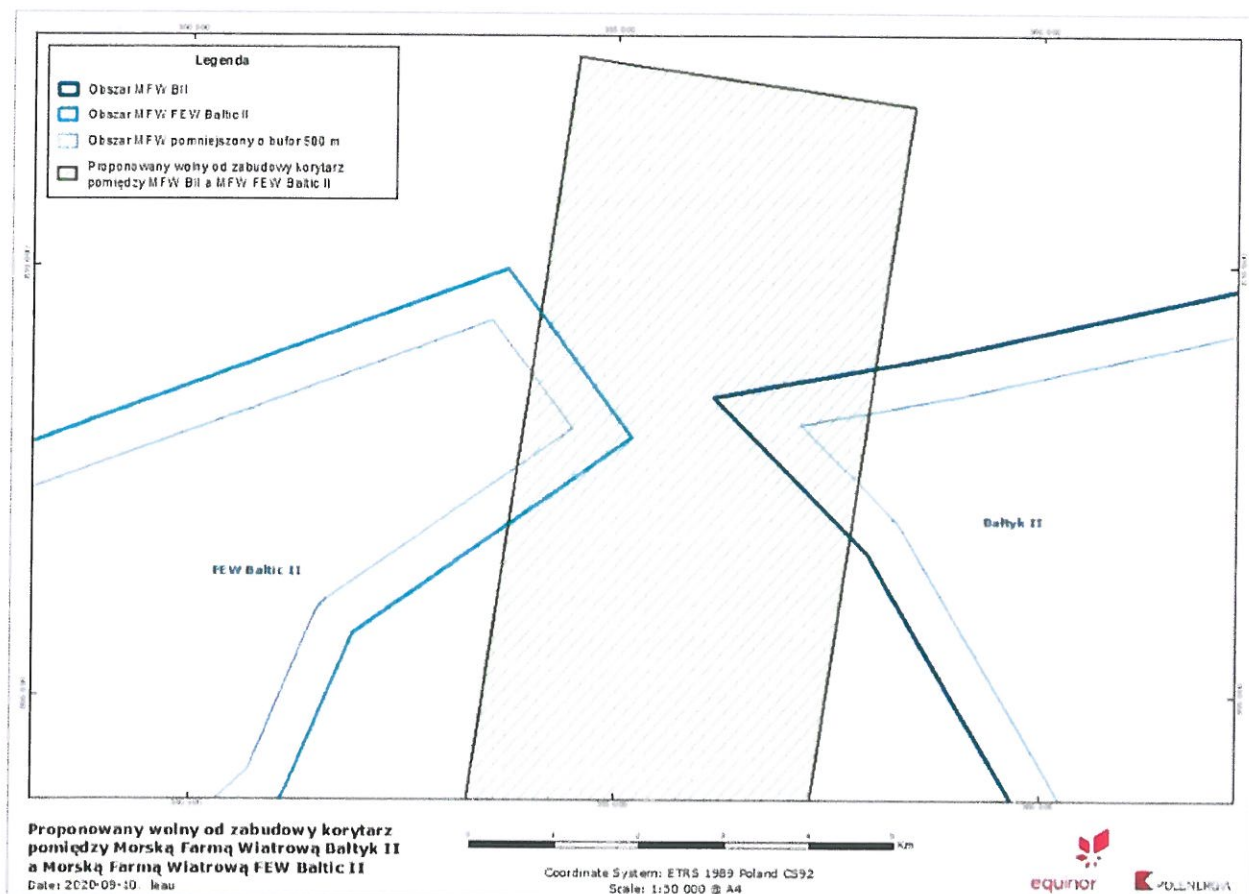 Legenda
Obszar MFW BII
Obszar MFW FEW Baltic II
Obszar MFW pomniejszony o bufor 500 m
Proponowany wolny od zabudowy korytarz
pomiędzy MFW BII a MFW FEW Baltic II
FEW Baltic II
Bałtyk II
Proponowany wolny od zabudowy korytarz
pomiędzy Morską Farmą Wiatrową Bałtyk II
a Morską Farmą Wiatrową FEW Baltic II
Date: 2020-09-10. leau
Km
Coordinate System: ETRS 1989 Poland CS92
Scale: 1:50 000 @ A4
equinor
POLENERGIA